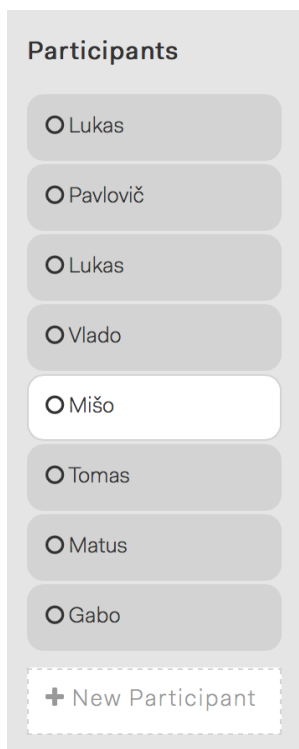 Participants
Lukas
Pavlovič
Lukas
Vlado
Mišo
Tomas
Matus
Gabo
+ New Participant